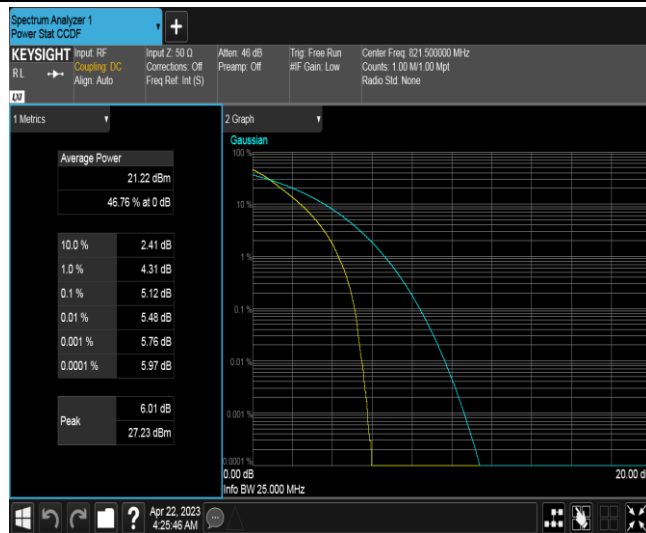 Spectrum Analyzer 1
Power Stat CCDF
+
KEYSIGHT
RL
Input: RF
Coupling: DC
Align: Auto
Input Z: 50 Ω
Corrections: Off
Freq Ref: Int (S)
Atten: 46 dB
Preamp: Off
Trig: Free Run
#IF Gain: Low
Center Freq: 821.500000 MHz
Counts: 1.00 M/1.00 Mpt
Radio Std: None
1 Metrics
Average Power
21.22 dBm
46.76 % at 0 dB
10.0 % 2.41 dB
1.0 % 4.31 dB
0.1 % 5.12 dB
0.01 % 5.48 dB
0.001 % 5.76 dB
0.0001 % 5.97 dB
Peak
6.01 dB
27.23 dBm
2 Graph
Gaussian
100 %
10 %
1 %
0.1 %
0.01 %
0.001 %
0.0001 %
0.00 dB
20.00 d
Info BW 25.000 MHz
?
Apr 22, 2023
4:25:46 AM